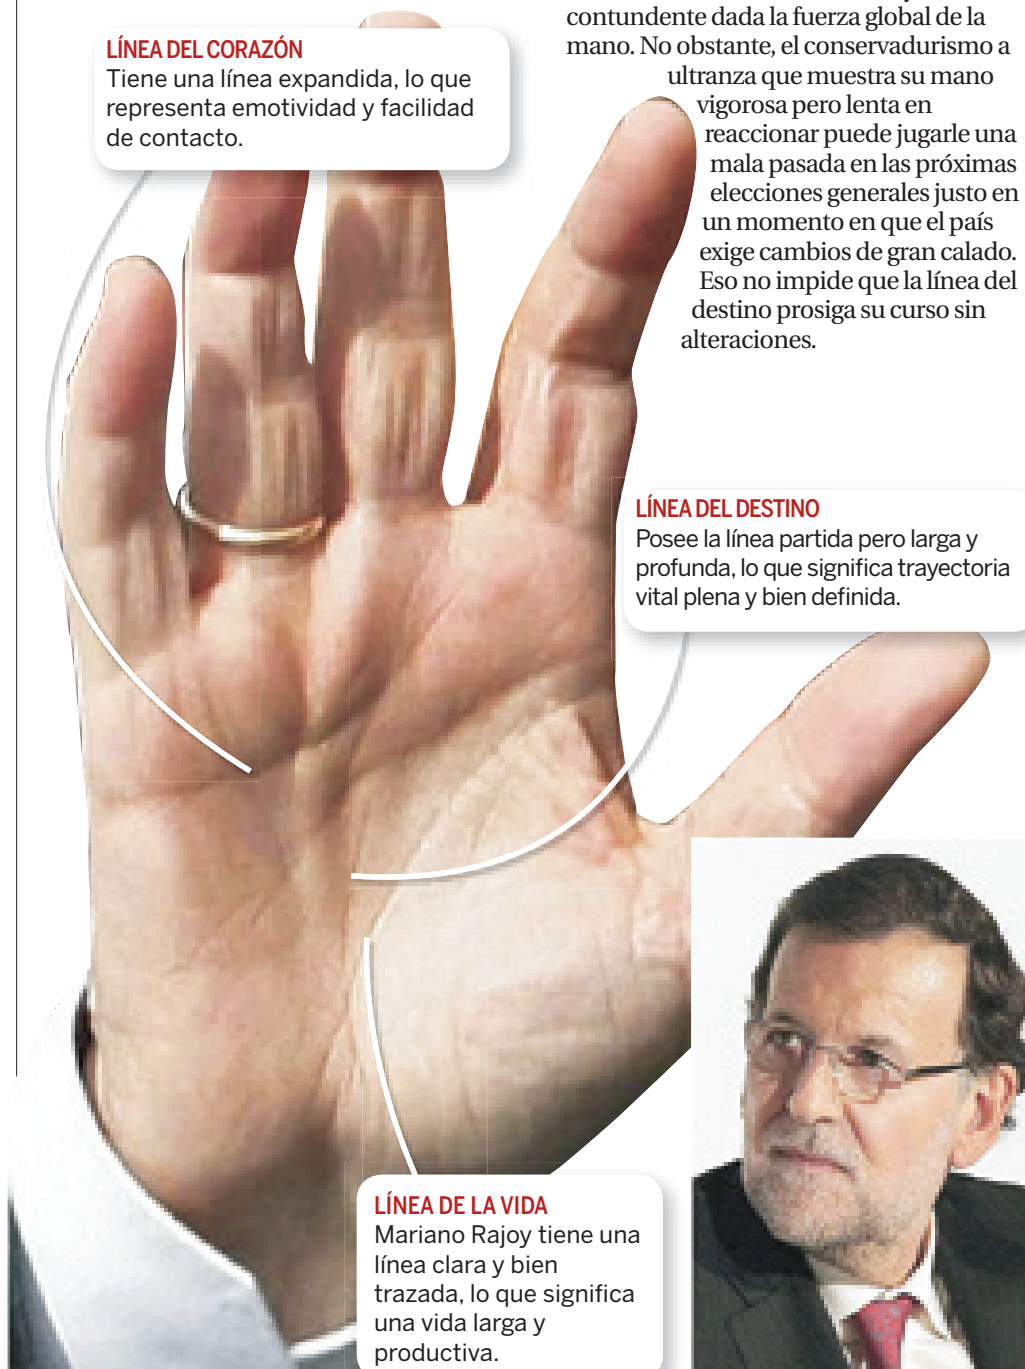 contundente dada la fuerza global de la
mano. No obstante, el conservadurismo a
ultranza que muestra su mano
vigorosa pero lenta en
reaccionar puede jugarle una
mala pasada en las próximas
elecciones generales justo en
un momento en que el país
exige cambios de gran calado.
Eso no impide que la línea del
destino prosiga su curso sin
alteraciones.
LÍNEA DEL CORAZÓN
Tiene una línea expandida, lo que
representa emotividad y facilidad
de contacto.
LÍNEA DEL DESTINO
Posee la línea partida pero larga y
profunda, lo que significa trayectoria
vital plena y bien definida.
LÍNEA DE LA VIDA
Mariano Rajoy tiene una
línea clara y bien
trazada, lo que significa
una vida larga y
productiva.